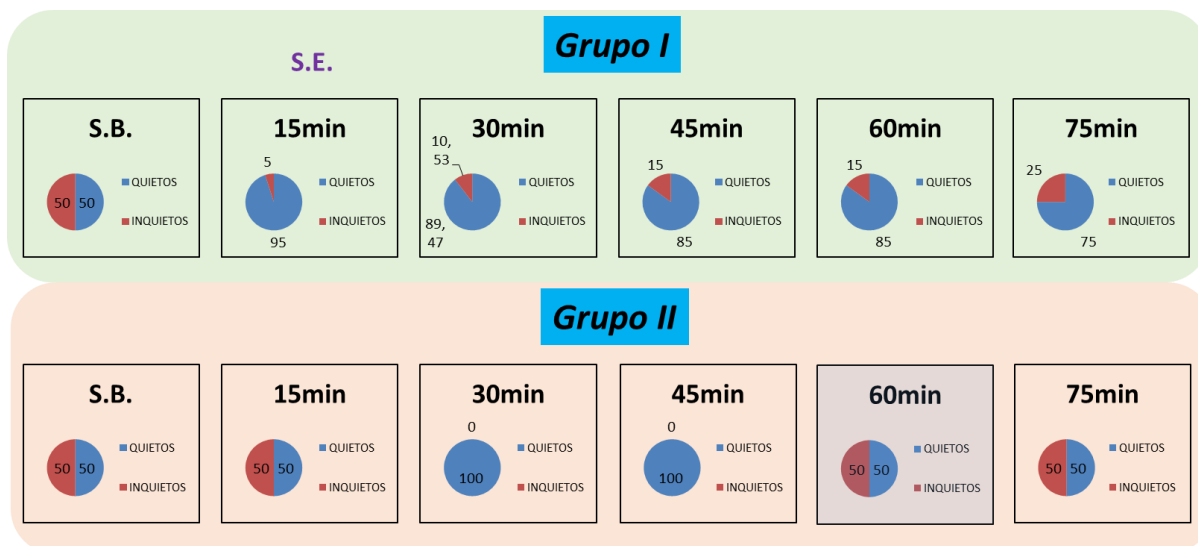 Grupo I
S.E.
S.B.
50
50
QUIETOS
INQUIETOS
15min
5
95
QUIETOS
INQUIETOS
30min
10,
53
89,
47
QUIETOS
INQUIETOS
45min
15
85
QUIETOS
INQUIETOS
60min
15
85
QUIETOS
INQUIETOS
75min
25
75
QUIETOS
INQUIETOS
Grupo II
S.B.
50
50
QUIETOS
INQUIETOS
15min
50
50
QUIETOS
INQUIETOS
30min
0
100
QUIETOS
INQUIETOS
45min
0
100
QUIETOS
INQUIETOS
60min
50
50
QUIETOS
INQUIETOS
75min
50
50
QUIETOS
INQUIETOS